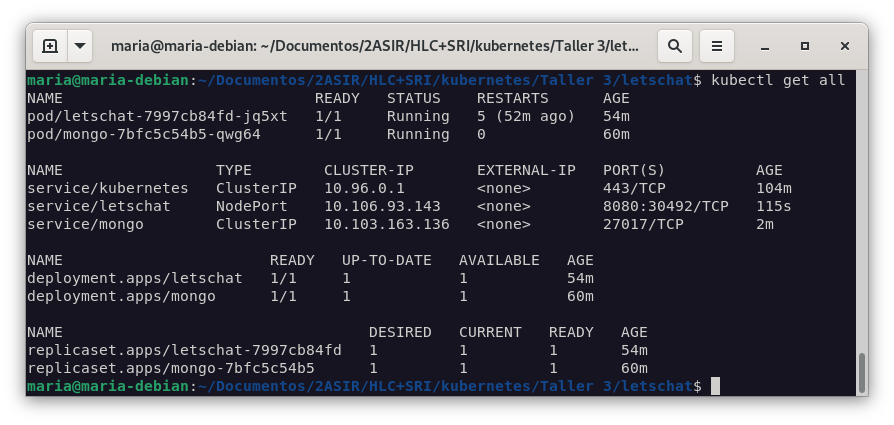 maria@maria-debian: ~/Documentos/2ASIR/HLC+SRI/kubernetes/Taller 3/let...
maria@maria-debian:~/Documentos/2ASIR/HLC+SRI/kubernetes/Taller 3/letschat$ kubectl get all
NAME                            READY   STATUS    RESTARTS      AGE
pod/letschat-7997cb84fd-jq5xt   1/1     Running   5 (52m ago)   54m
pod/mongo-7bfc5c54b5-qwg64      1/1     Running   0             60m
NAME                 TYPE        CLUSTER-IP       EXTERNAL-IP   PORT(S)          AGE
service/kubernetes   ClusterIP   10.96.0.1        <none>        443/TCP          104m
service/letschat     NodePort    10.106.93.143    <none>        8080:30492/TCP   115s
service/mongo        ClusterIP   10.103.163.136   <none>        27017/TCP        2m
NAME                       READY   UP-TO-DATE   AVAILABLE   AGE
deployment.apps/letschat   1/1     1            1           54m
deployment.apps/mongo      1/1     1            1           60m
NAME                                  DESIRED   CURRENT   READY   AGE
replicaset.apps/letschat-7997cb84fd   1         1         1       54m
replicaset.apps/mongo-7bfc5c54b5      1         1         1       60m
maria@maria-debian:~/Documentos/2ASIR/HLC+SRI/kubernetes/Taller 3/letschat$